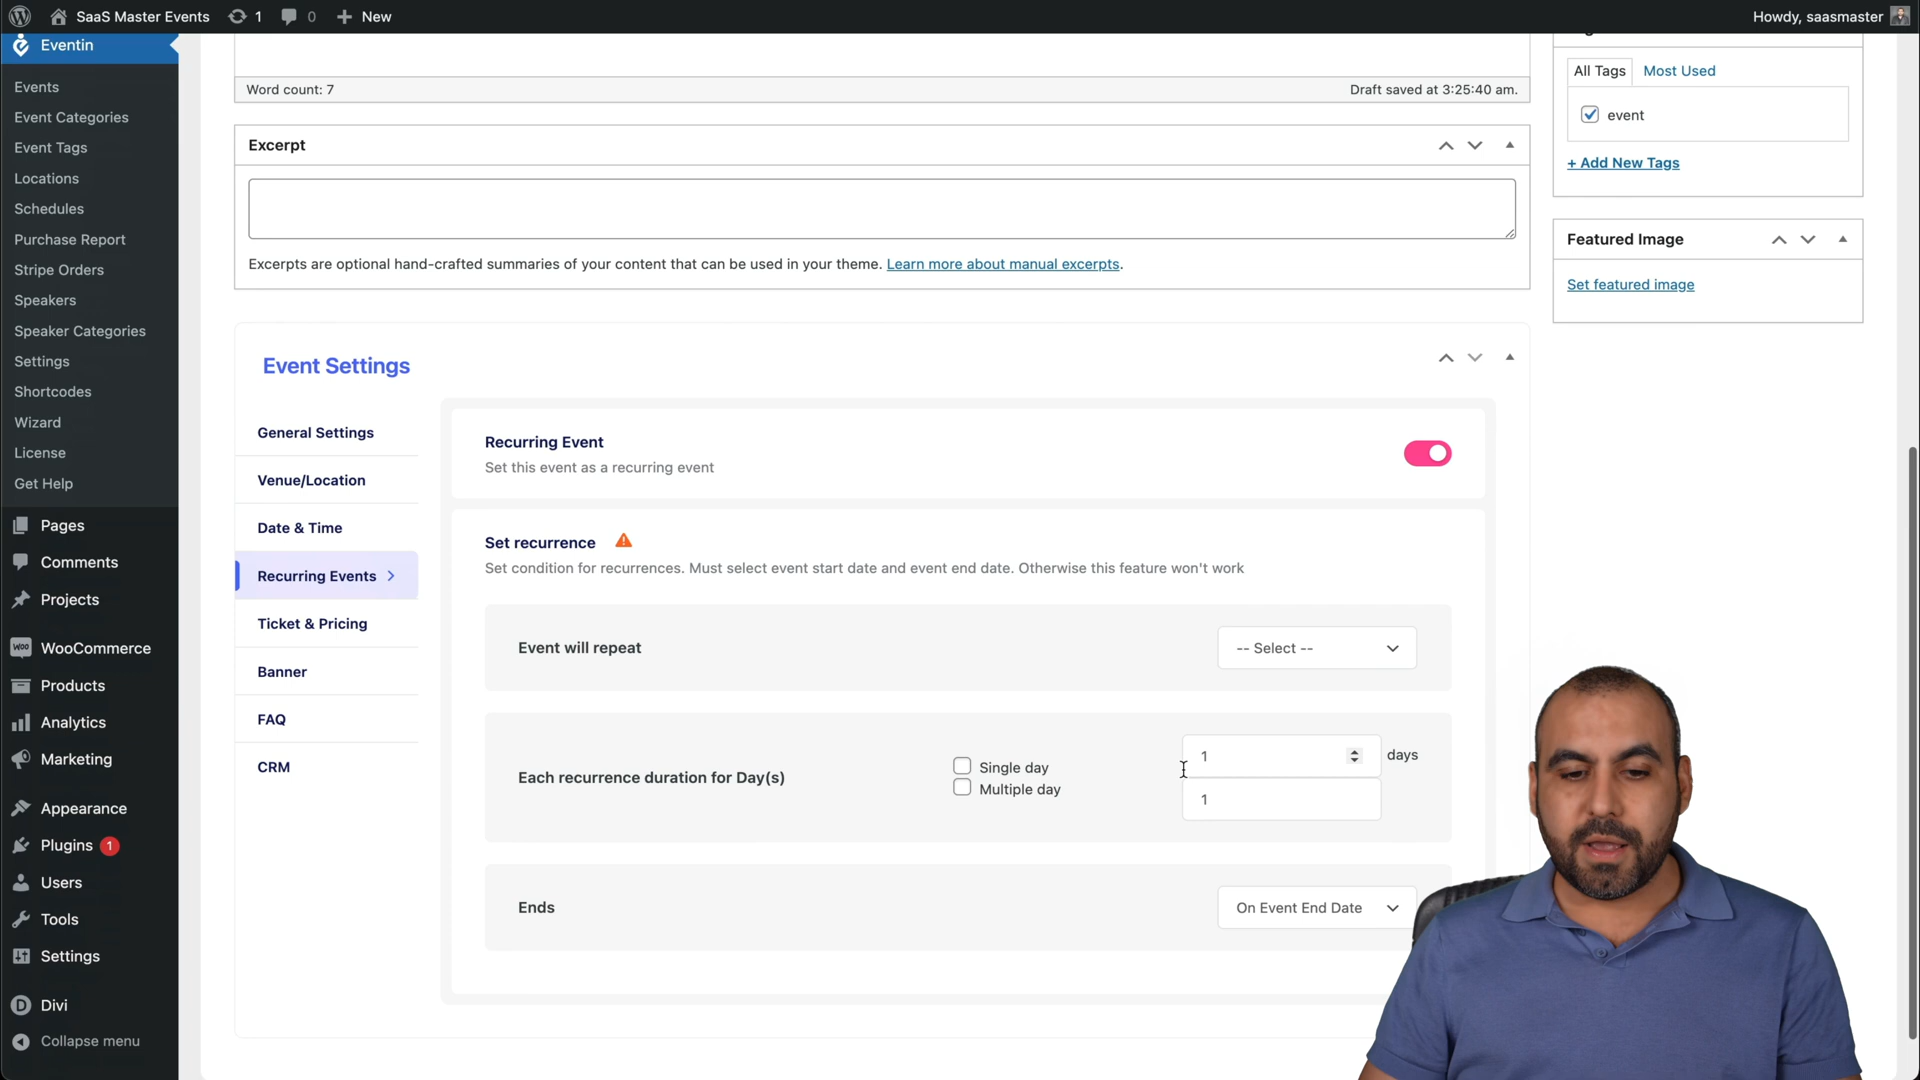 SaaS Master Events 1 0 New
Howdy, saasmaster
Eventin
Events
Event Categories
Event Tags
Locations
Schedules
Purchase Report
Stripe Orders
Speakers
Speaker Categories
Settings
Shortcodes
Wizard
License
Get Help
Pages
Comments
Projects
WooCommerce
Products
Analytics
Marketing
Appearance
Plugins 1
Users
Tools
Settings
Divi
Collapse menu
Word count: 7
Draft saved at 3:25:40 am.
Excerpt
Excerpts are optional hand-crafted summaries of your content that can be used in your theme. Learn more about manual excerpts.
Event Settings
General Settings
Venue/Location
Date & Time
Recurring Events
Ticket & Pricing
Banner
FAQ
CRM
Recurring Event
Set this event as a recurring event
Set recurrence
Set condition for recurrences. Must select event start date and event end date. Otherwise this feature won't work
Event will repeat
-- Select --
Each recurrence duration for Day(s)
Single day
Multiple day
1
days
1
Ends
On Event End Date
All Tags
Most Used
event
+ Add New Tags
Featured Image
Set featured image